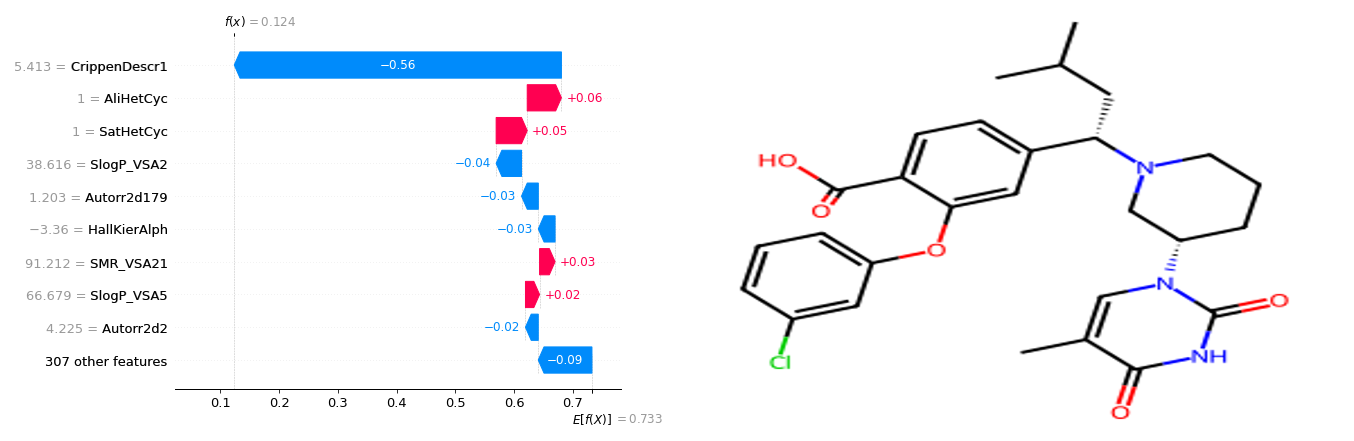 f(x) = 0.124
5.413 = CrippenDescr1
−0.56
1 = AliHetCyc
+0.06
1 = SatHetCyc
+0.05
38.616 = SlogP_VSA2
−0.04
1.203 = Autorr2d179
−0.03
−3.36 = HallKierAlph
−0.03
91.212 = SMR_VSA21
+0.03
66.679 = SlogP_VSA5
+0.02
4.225 = Autorr2d2
−0.02
307 other features
−0.09
0.1 0.2 0.3 0.4 0.5 0.6 0.7
E[f(X)] = 0.733
HO
O
N
O
N
O
Cl
NH
O